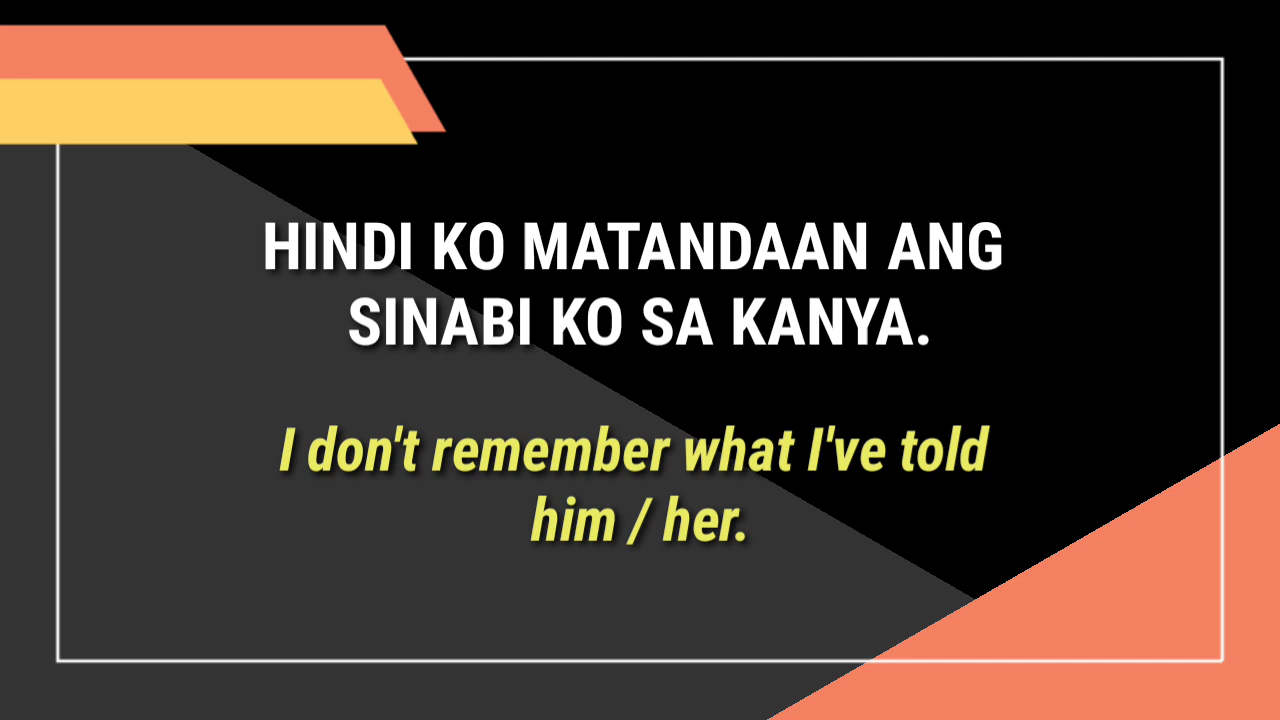 HINDI KO MATANDAAN ANG
SINABI KO SA KANYA.
I don't remember what I've told
him / her.